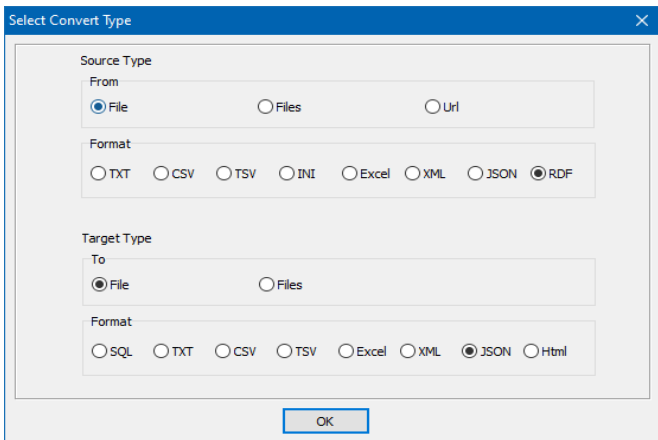 Select Convert Type
Source Type
From
File Files Url
Format
TXT CSV TSV INI Excel XML JSON RDF
Target Type
To
File Files
Format
SQL TXT CSV TSV Excel XML JSON Html
OK